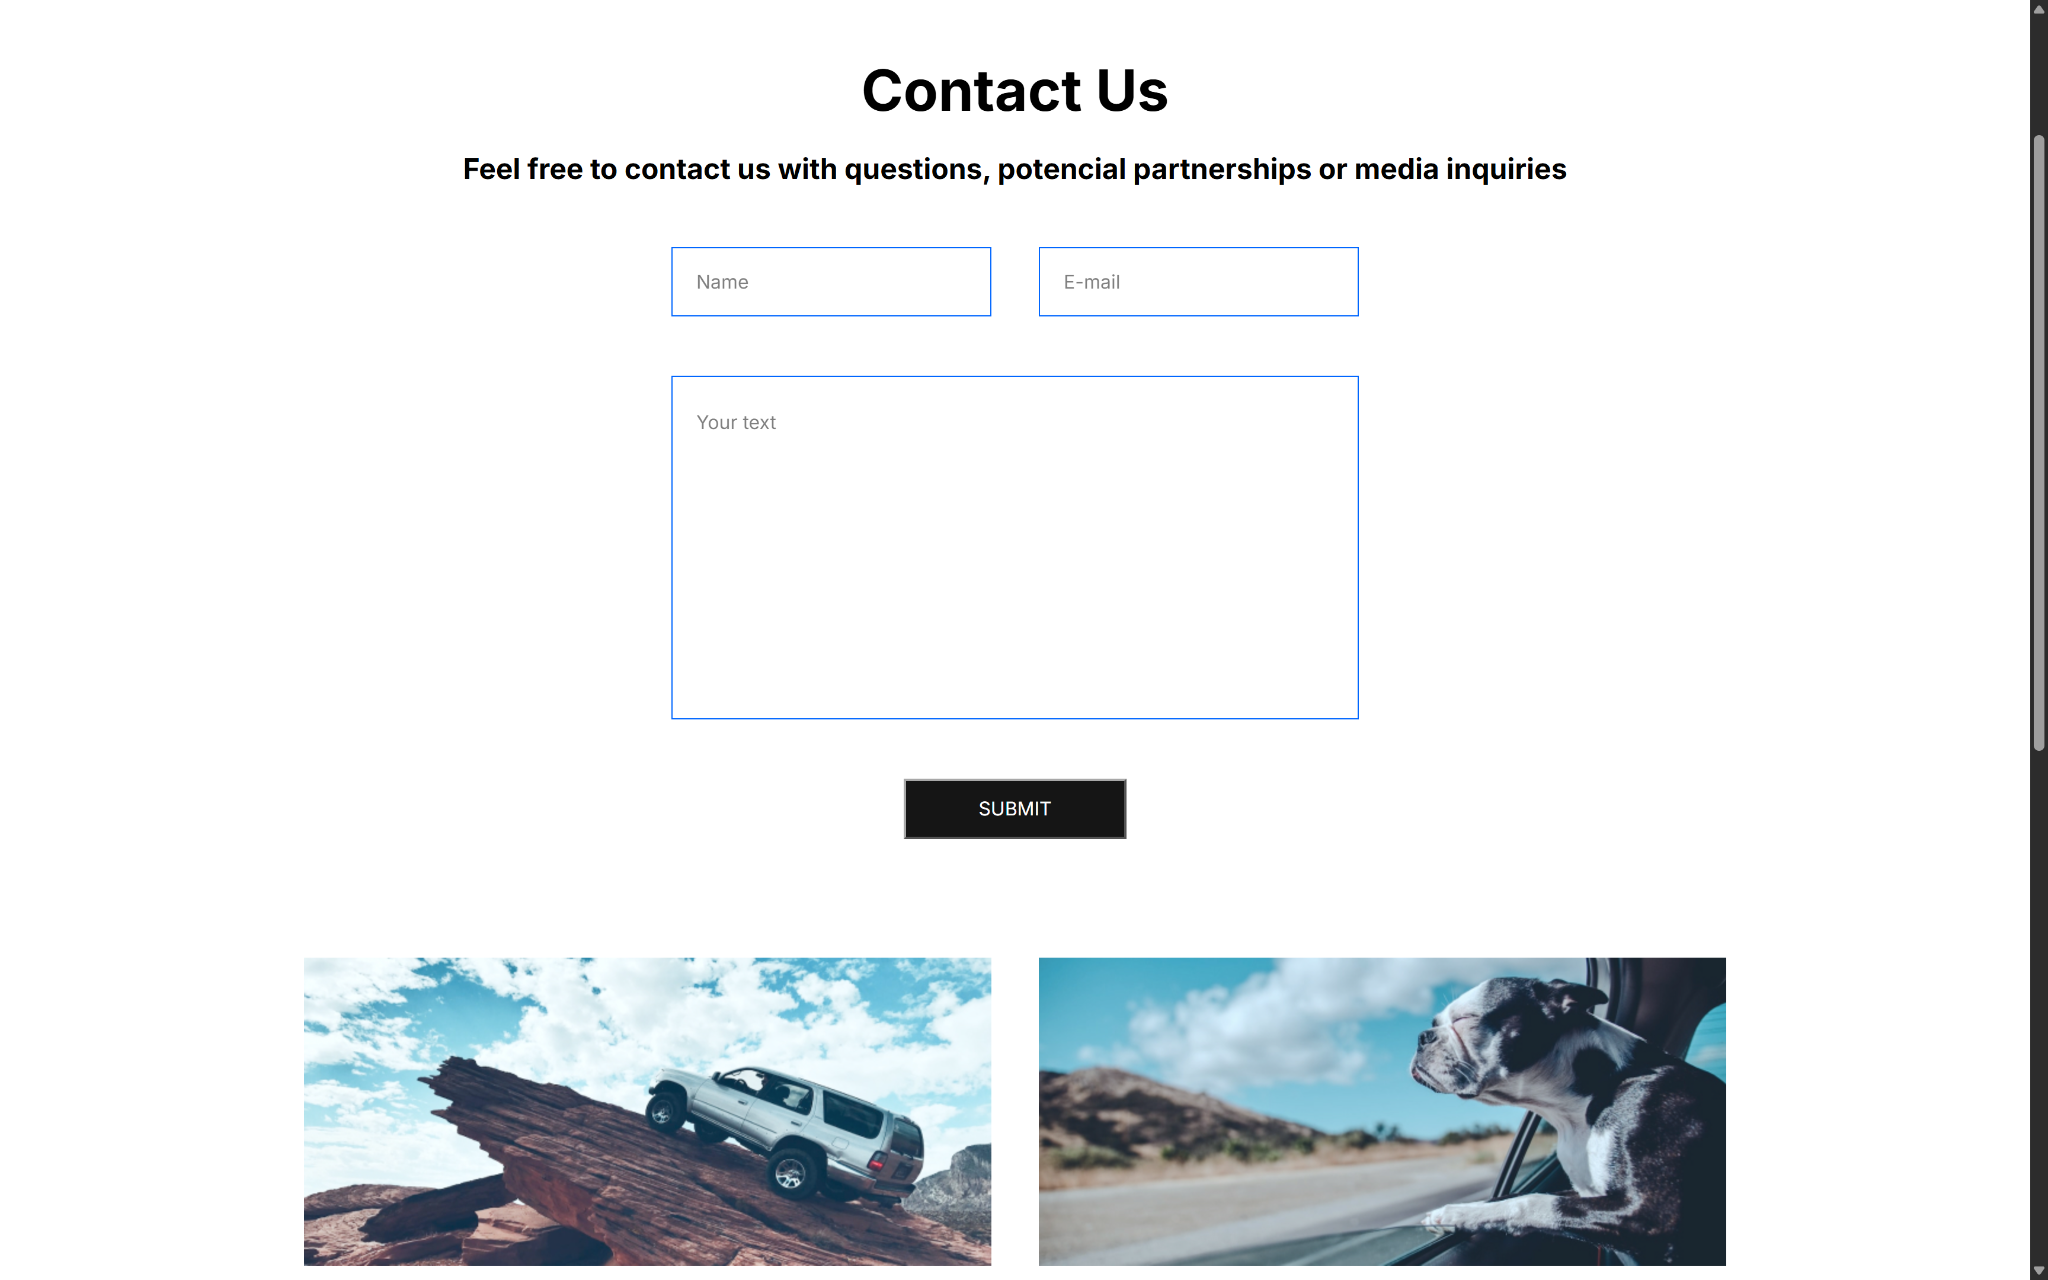 Contact Us
Feel free to contact us with questions, potencial partnerships or media inquiries
Name
E-mail
Your text
SUBMIT